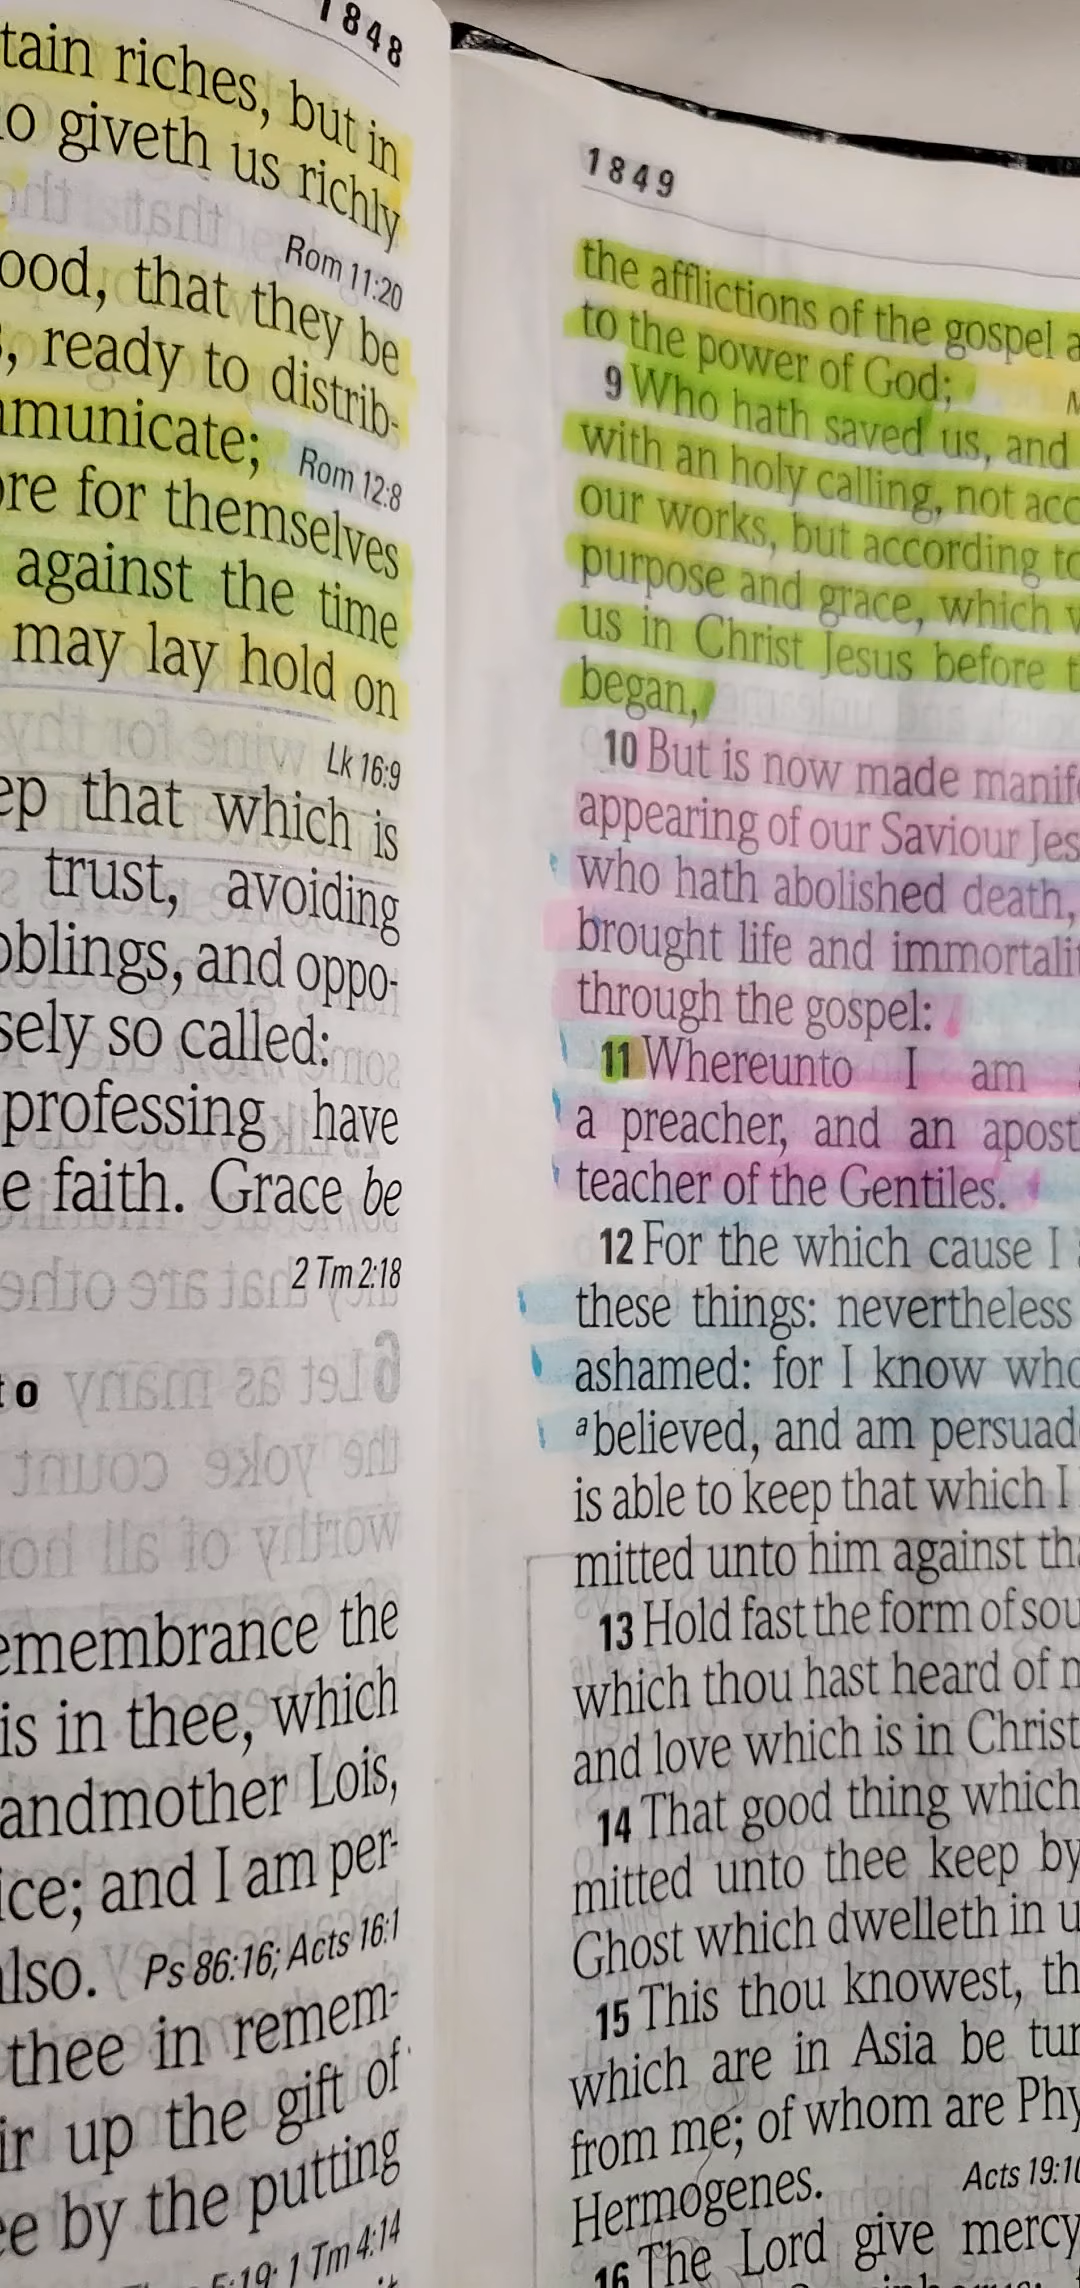 1848
tain riches, but in
o giveth us richly
Rom 11:20
ood, that they be
, ready to distrib-
municate; Rom 12:8
ore for themselves
against the time
may lay hold on
Lk 16:9
ep that which is
trust, avoiding
bblings, and oppo-
sely so called:
professing have
e faith. Grace be
2 Tm 2:18
to
emembrance the
is in thee, which
andmother Lois,
ice; and I am per-
lso. Ps 86:16; Acts 16:1
thee in remem-
ir up the gift of
ee by the putting
5:19; 1 Tm 4:14
1849
the afflictions of the gospel a
to the power of God;
9 Who hath saved us, and
with an holy calling, not acc
our works, but according to
purpose and grace, which w
us in Christ Jesus before t
began,
10 But is now made manife
appearing of our Saviour Jes
who hath abolished death,
brought life and immortalit
through the gospel:
11 Whereunto I am
a preacher, and an apost
teacher of the Gentiles.
12 For the which cause I
these things: nevertheless
ashamed: for I know who
a believed, and am persuad
is able to keep that which I
mitted unto him against tha
13 Hold fast the form of sou
which thou hast heard of m
and love which is in Christ
14 That good thing which
mitted unto thee keep by
Ghost which dwelleth in u
15 This thou knowest, th
which are in Asia be tur
from me; of whom are Phy
Hermogenes. Acts 19:10
16 The Lord give mercy